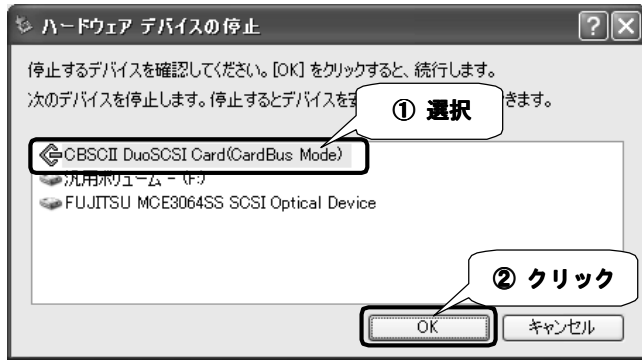 ハードウェア デバイスの停止
停止するデバイスを確認してください。[OK] をクリックすると、続行します。
次のデバイスを停止します。停止するとデバイスを安 きます。
① 選択
CBSCII DuoSCSI Card(CardBus Mode)
汎用ボリューム - (F:)
FUJITSU MCE3064SS SCSI Optical Device
② クリック
OK キャンセル